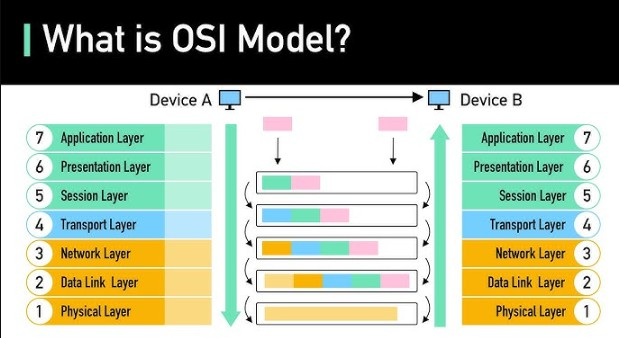 What is OSI Model?
Device A
Device B
7 Application Layer
6 Presentation Layer
5 Session Layer
4 Transport Layer
3 Network Layer
2 Data Link Layer
1 Physical Layer
Application Layer 7
Presentation Layer 6
Session Layer 5
Transport Layer 4
Network Layer 3
Data Link Layer 2
Physical Layer 1